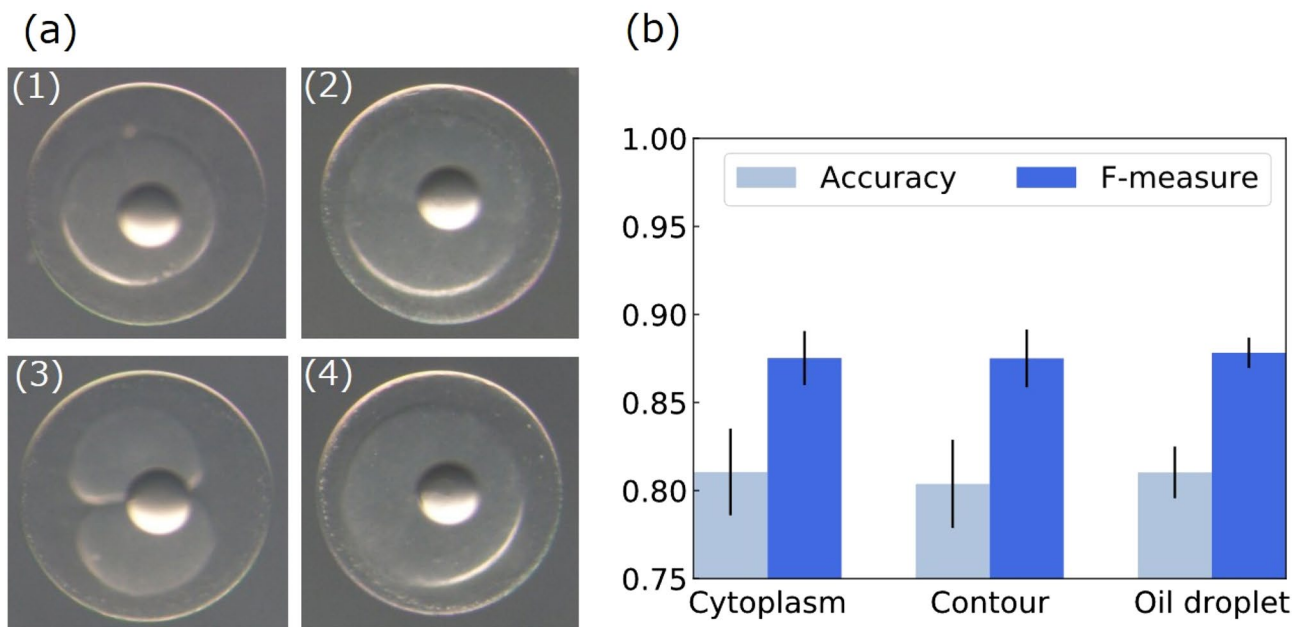 (a)
(1)
(2)
(3)
(4)
(b)
1.00
0.95
0.90
0.85
0.80
0.75
Accuracy F-measure
Cytoplasm Contour Oil droplet